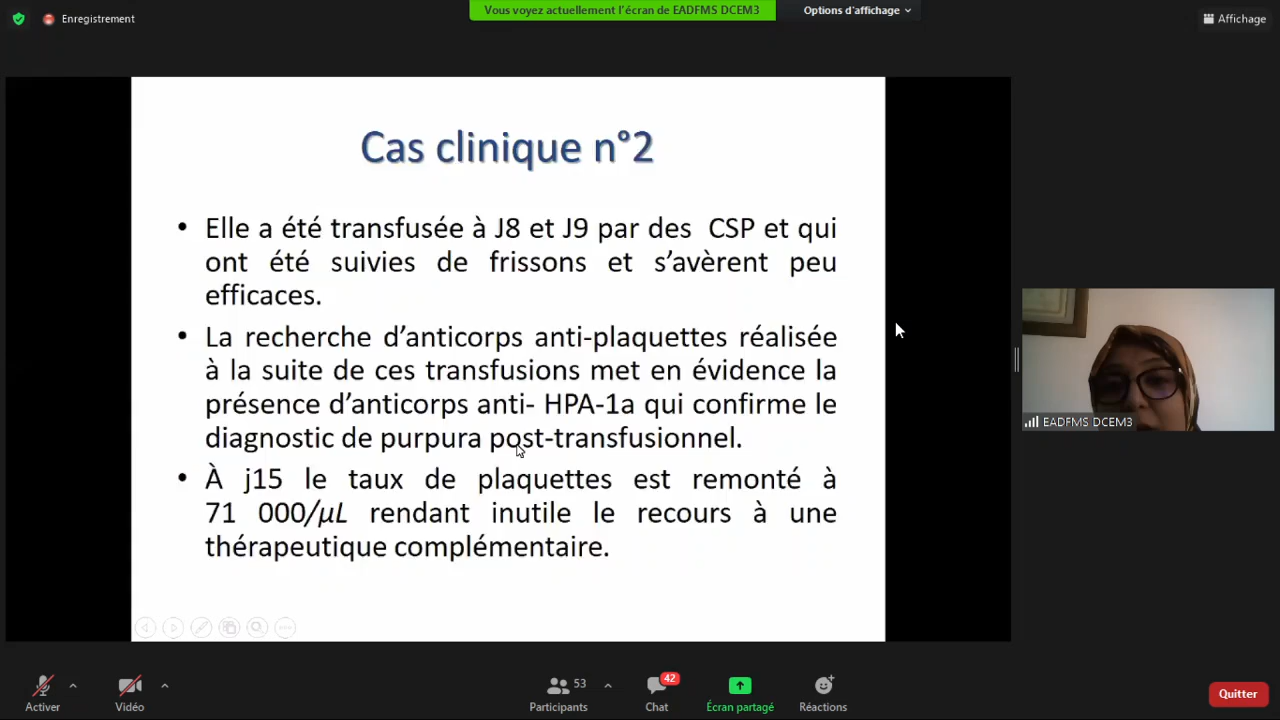 Enregistrement
Vous voyez actuellement l'écran de EADFMS DCEM3
Options d'affichage
Affichage
Cas clinique n°2
• Elle a été transfusée à J8 et J9 par des CSP et qui
ont été suivies de frissons et s’avèrent peu
efficaces.
• La recherche d’anticorps anti-plaquettes réalisée
à la suite de ces transfusions met en évidence la
présence d’anticorps anti- HPA-1a qui confirme le
diagnostic de purpura post-transfusionnel.
• À j15 le taux de plaquettes est remonté à
71 000/µL rendant inutile le recours à une
thérapeutique complémentaire.
EADFMS DCEM3
Activer
Vidéo
53
Participants
42
Chat
Écran partagé
Réactions
Quitter